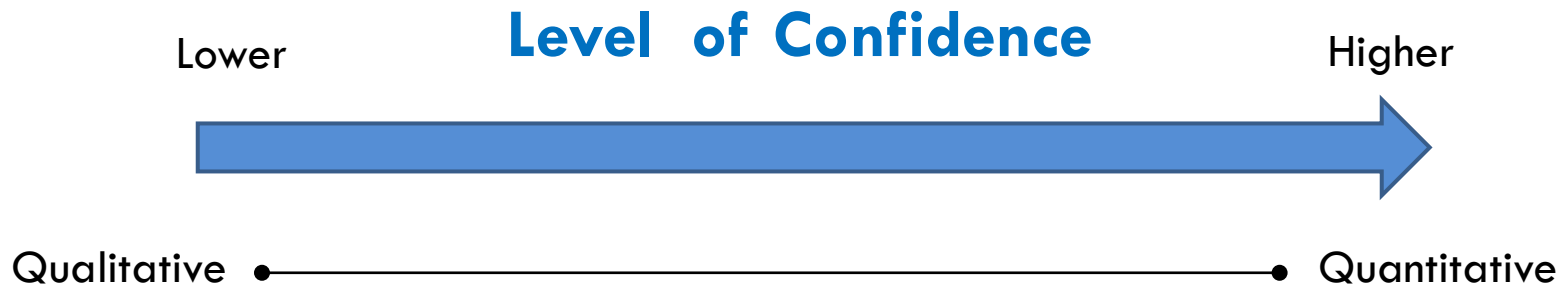 Level of Confidence
Lower
Higher
Qualitative
Quantitative